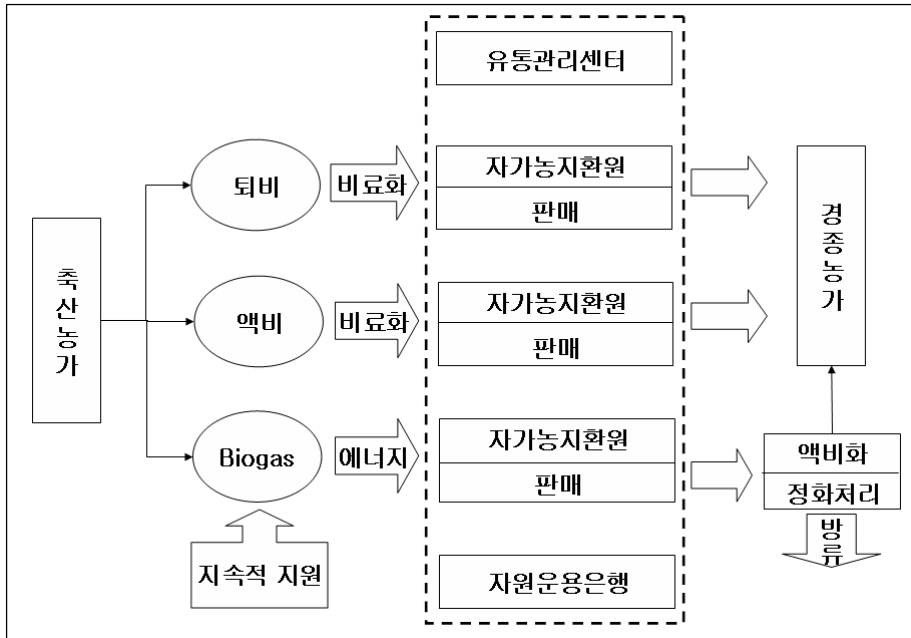 유통관리센터
축산농가
퇴비
비료화
자가농지환원
판매
액비
비료화
자가농지환원
판매
Biogas
에너지
자가농지환원
판매
경종농가
액비화
정화처리
방류
지속적 지원
자원운용은행